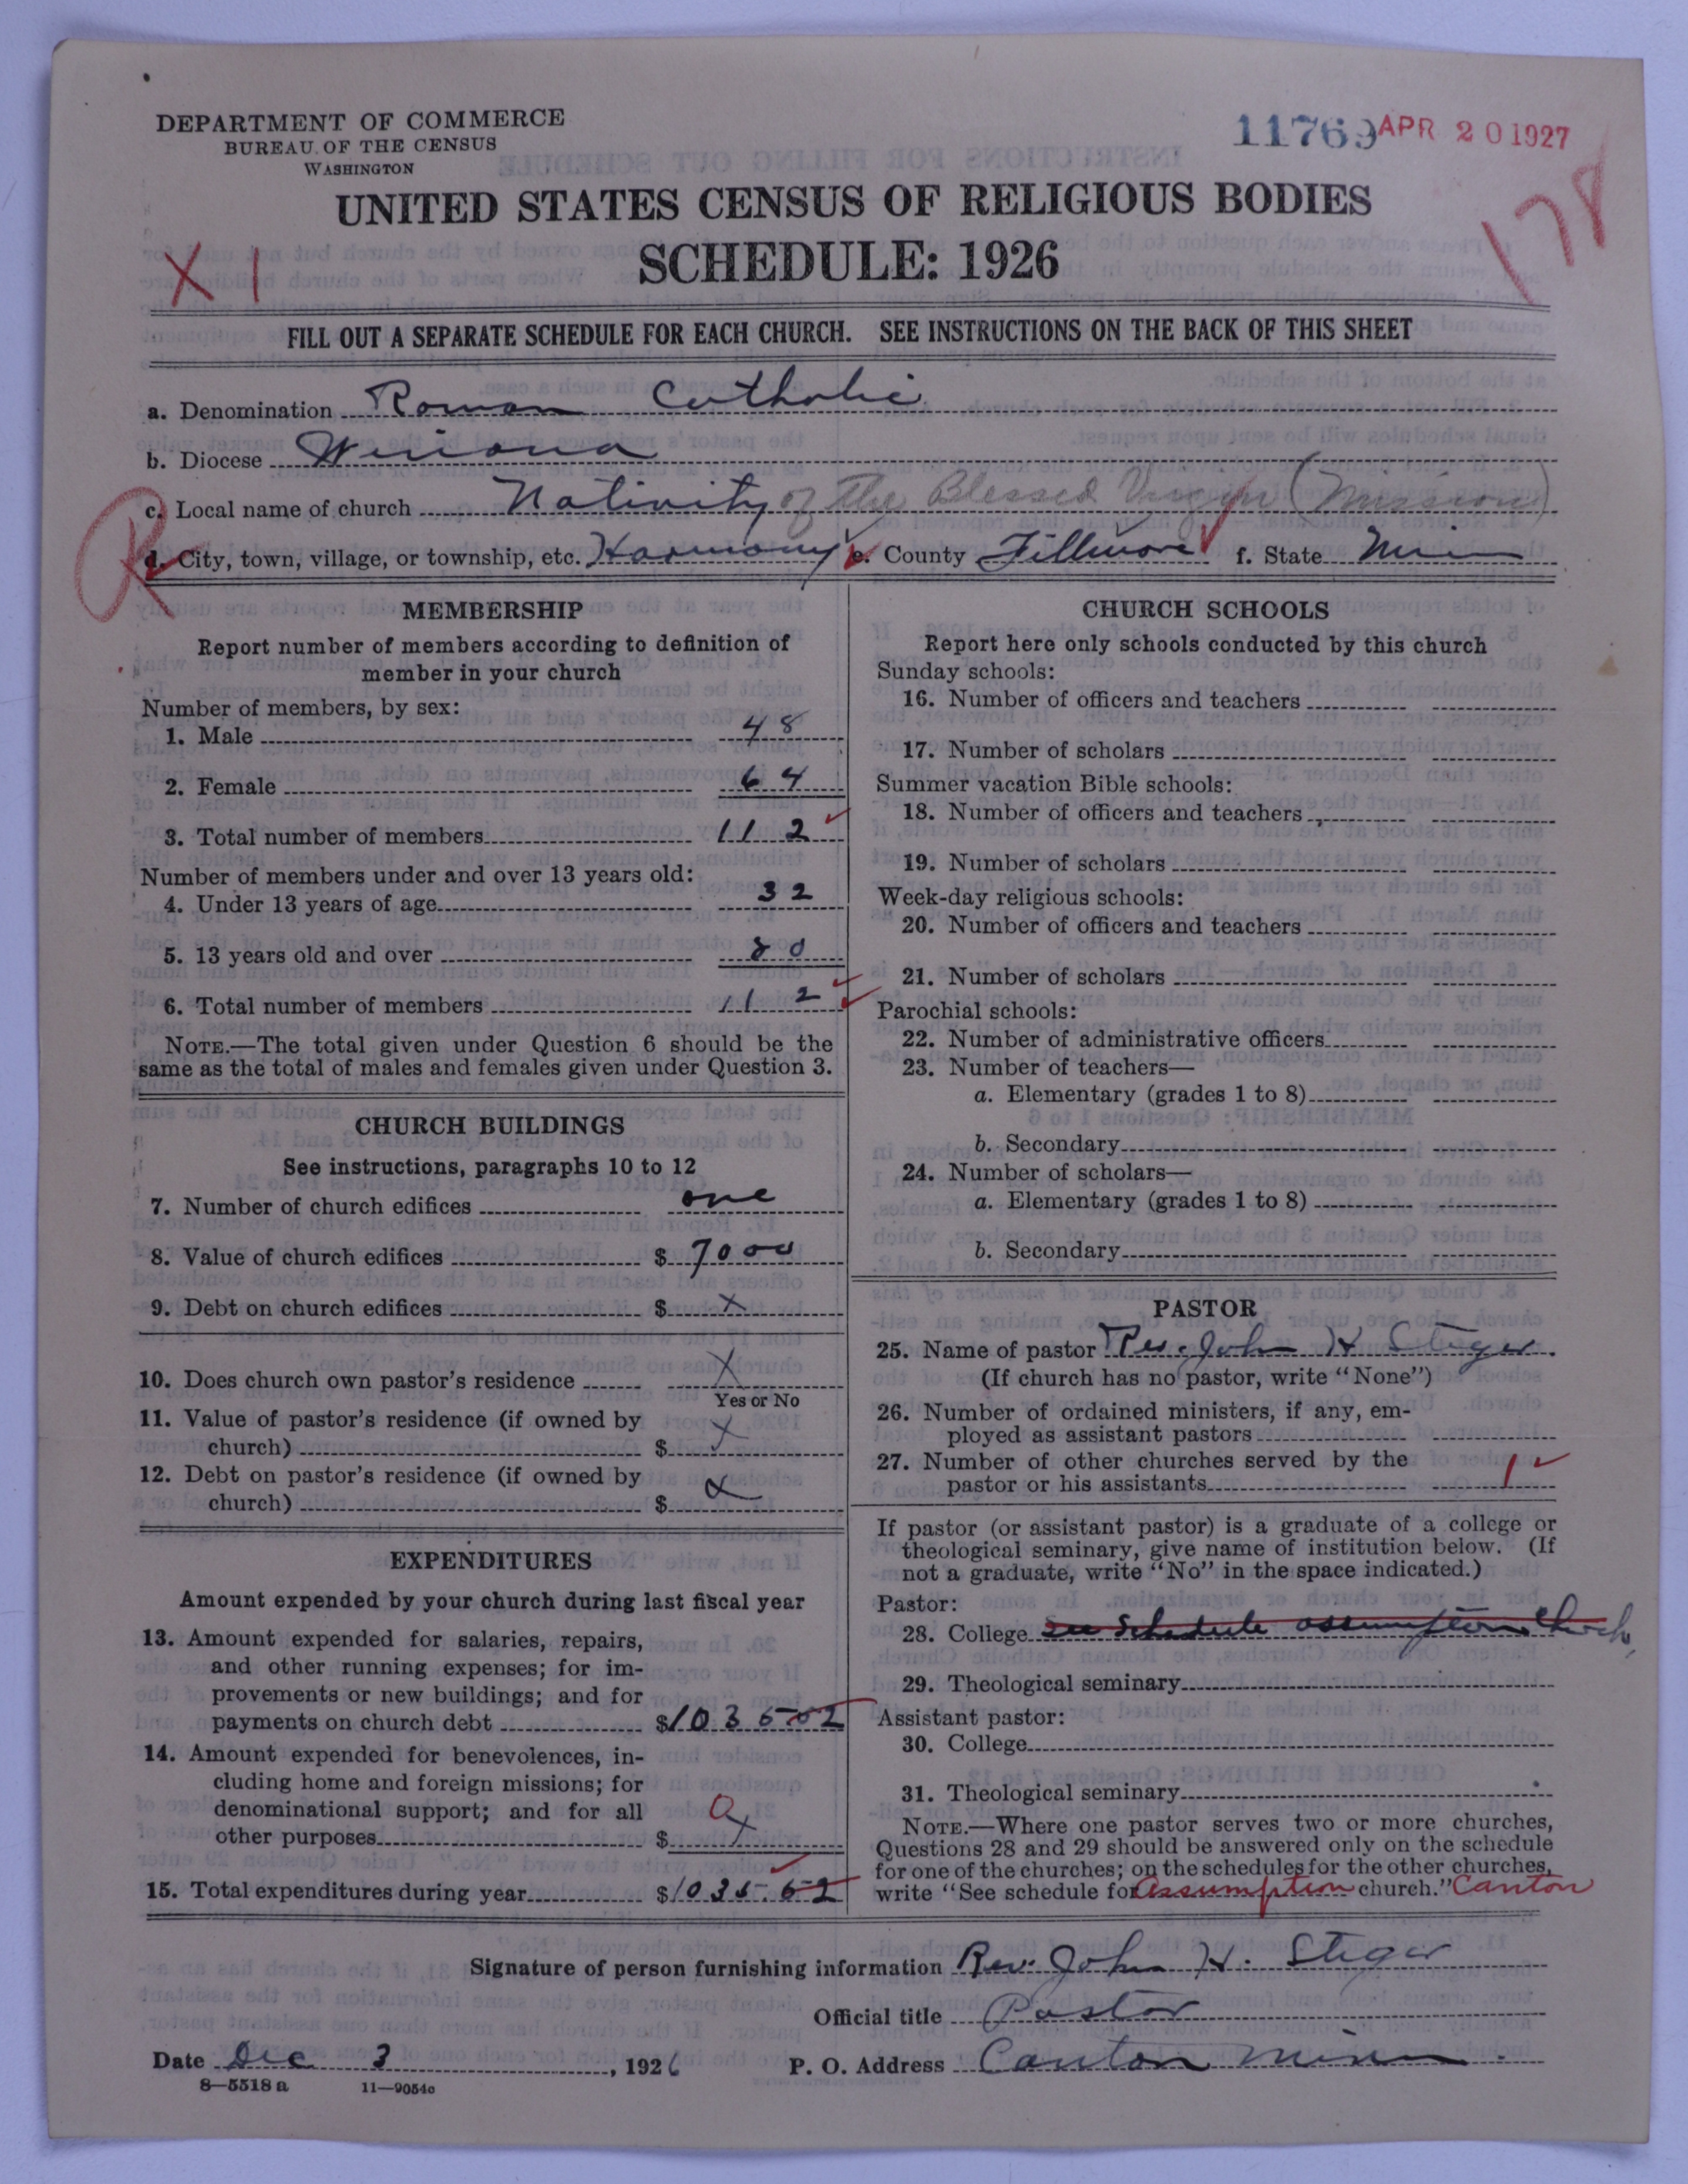 DEPARTMENT OF COMMERCE
BUREAU OF THE CENSUS
WASHINGTON
11769 APR 20 1927
178
UNITED STATES CENSUS OF RELIGIOUS BODIES
SCHEDULE: 1926
X 1
FILL OUT A SEPARATE SCHEDULE FOR EACH CHURCH. SEE INSTRUCTIONS ON THE BACK OF THIS SHEET
a. Denomination Roman Catholic
b. Diocese Winona
c. Local name of church Nativity of the Blessed Virgin (Mission)
R
d. City, town, village, or township, etc. Harmony e. County Fillmore f. State Minn
MEMBERSHIP
Report number of members according to definition of
member in your church
Number of members, by sex:
1. Male 48
2. Female 64
3. Total number of members 112
Number of members under and over 13 years old:
4. Under 13 years of age 32
5. 13 years old and over 80
6. Total number of members 112
NOTE.—The total given under Question 6 should be the
same as the total of males and females given under Question 3.
CHURCH BUILDINGS
See instructions, paragraphs 10 to 12
7. Number of church edifices one
8. Value of church edifices $ 7000
9. Debt on church edifices $ X
10. Does church own pastor's residence X
Yes or No
11. Value of pastor's residence (if owned by
church) $ X
12. Debt on pastor's residence (if owned by
church) $ X
EXPENDITURES
Amount expended by your church during last fiscal year
13. Amount expended for salaries, repairs,
and other running expenses; for im-
provements or new buildings; and for
payments on church debt $1035
14. Amount expended for benevolences, in-
cluding home and foreign missions; for
denominational support; and for all
other purposes $ X
15. Total expenditures during year $1035.52
CHURCH SCHOOLS
Report here only schools conducted by this church
Sunday schools:
16. Number of officers and teachers
17. Number of scholars
Summer vacation Bible schools:
18. Number of officers and teachers
19. Number of scholars
Week-day religious schools:
20. Number of officers and teachers
21. Number of scholars
Parochial schools:
22. Number of administrative officers
23. Number of teachers—
a. Elementary (grades 1 to 8)
b. Secondary
24. Number of scholars—
a. Elementary (grades 1 to 8)
b. Secondary
PASTOR
25. Name of pastor Rev. John H Steger.
(If church has no pastor, write "None")
26. Number of ordained ministers, if any, em-
ployed as assistant pastors
27. Number of other churches served by the
pastor or his assistants 1
If pastor (or assistant pastor) is a graduate of a college or
theological seminary, give name of institution below. (If
not a graduate, write "No" in the space indicated.)
Pastor:
28. College See Schedule assumption Church
29. Theological seminary
Assistant pastor:
30. College
31. Theological seminary
NOTE.—Where one pastor serves two or more churches,
Questions 28 and 29 should be answered only on the schedule
for one of the churches; on the schedules for the other churches,
write "See schedule for Assumption church." Canton
Signature of person furnishing information Rev. John H. Steger
Official title Pastor
Date Dec 3, 1926 P. O. Address Canton Minn.
8—5518 a 11—9054c